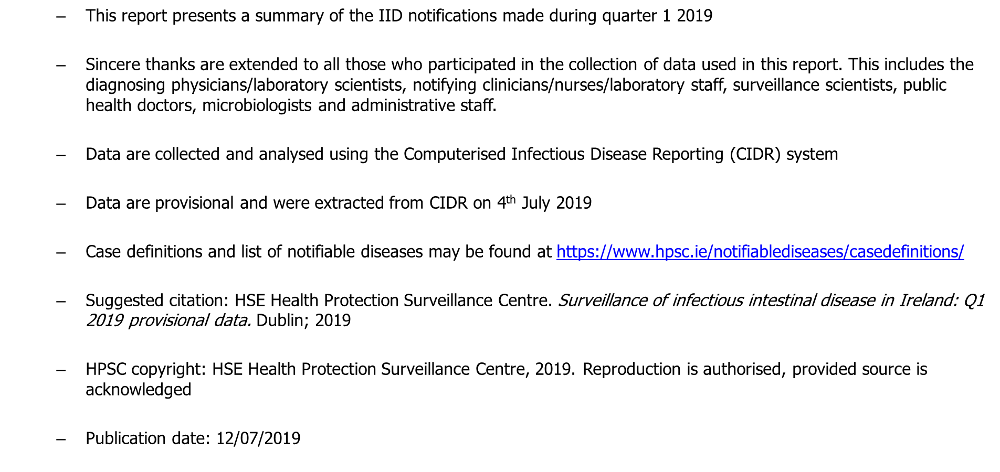 – This report presents a summary of the IID notifications made during quarter 1 2019
– Sincere thanks are extended to all those who participated in the collection of data used in this report. This includes the
diagnosing physicians/laboratory scientists, notifying clinicians/nurses/laboratory staff, surveillance scientists, public
health doctors, microbiologists and administrative staff.
– Data are collected and analysed using the Computerised Infectious Disease Reporting (CIDR) system
– Data are provisional and were extracted from CIDR on 4th July 2019
– Case definitions and list of notifiable diseases may be found at https://www.hpsc.ie/notifiablediseases/casedefinitions/
– Suggested citation: HSE Health Protection Surveillance Centre. Surveillance of infectious intestinal disease in Ireland: Q1
2019 provisional data. Dublin; 2019
– HPSC copyright: HSE Health Protection Surveillance Centre, 2019. Reproduction is authorised, provided source is
acknowledged
– Publication date: 12/07/2019